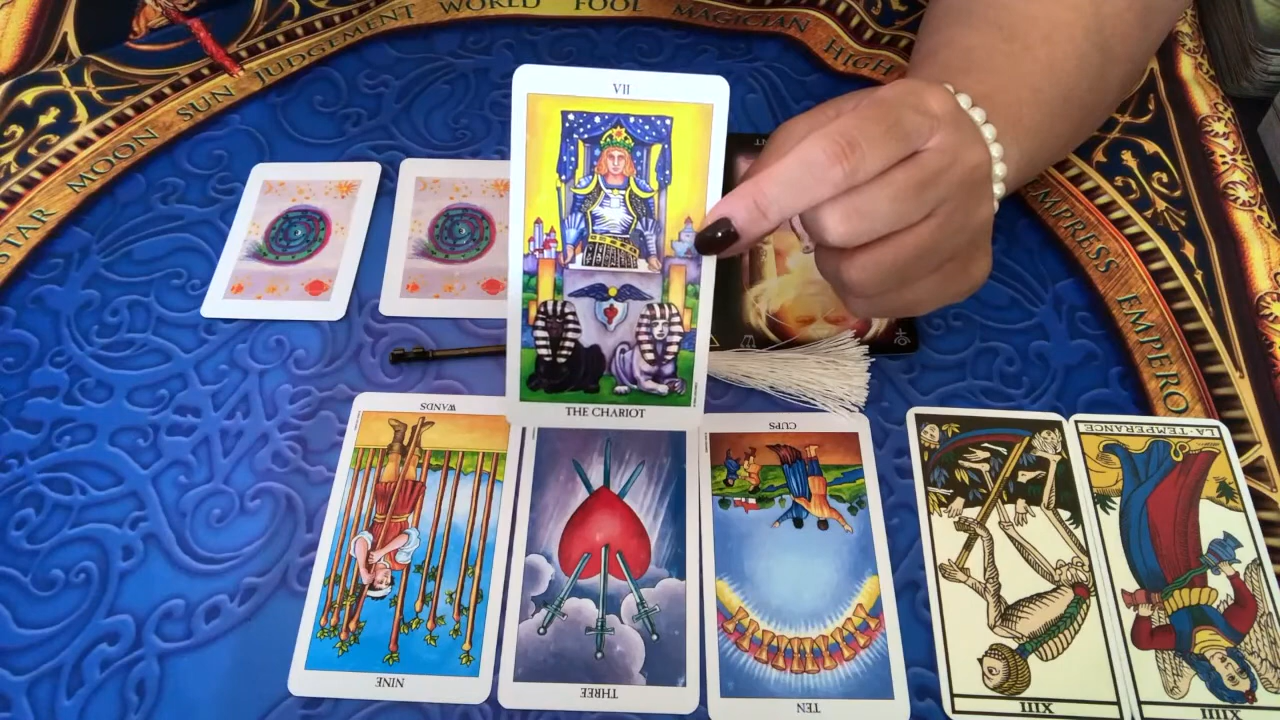 STAR
MOON
SUN
JUDGEMENT
WORLD
FOOL
MAGICIAN
HIGH
EMPRESS
EMPERO
VII
THE CHARIOT
WANDS
NINE
THREE
CUPS
TEN
XIII
LA·TEMPERANCE